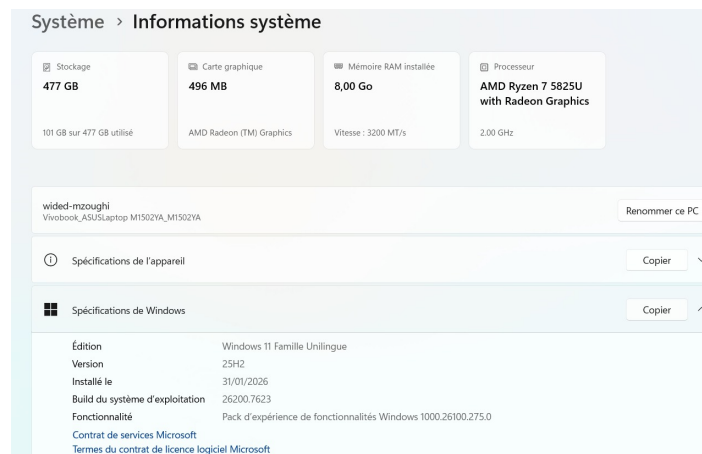 Système > Informations système
Stockage
477 GB
101 GB sur 477 GB utilisé
Carte graphique
496 MB
AMD Radeon (TM) Graphics
Mémoire RAM installée
8,00 Go
Vitesse : 3200 MT/s
Processeur
AMD Ryzen 7 5825U
with Radeon Graphics
2.00 GHz
wided-mzoughi
Vivobook_ASUSLaptop M1502YA_M1502YA
Renommer ce PC
Spécifications de l'appareil
Copier
Spécifications de Windows
Copier
Édition Windows 11 Famille Unilingue
Version 25H2
Installé le 31/01/2026
Build du système d'exploitation 26200.7623
Fonctionnalité Pack d'expérience de fonctionnalités Windows 1000.26100.275.0
Contrat de services Microsoft
Termes du contrat de licence logiciel Microsoft